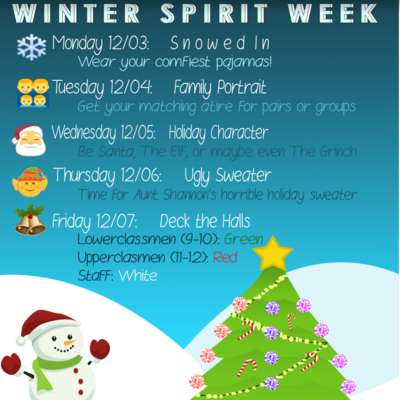 WINTER SPIRIT WEEK
Monday 12/03: Snowed In
Wear your comfiest pajamas!
Tuesday 12/04: Family Portrait
Get your matching atire for pairs or groups
Wednesday 12/05: Holiday Character
Be Santa, The Elf, or maybe even The Grinch
Thursday 12/06: Ugly Sweater
Time for Aunt Shannon's horrible holiday sweater
Friday 12/07: Deck the Halls
Lowerclassmen (9-10): Green
Upperclasmen (11-12): Red
Staff: White